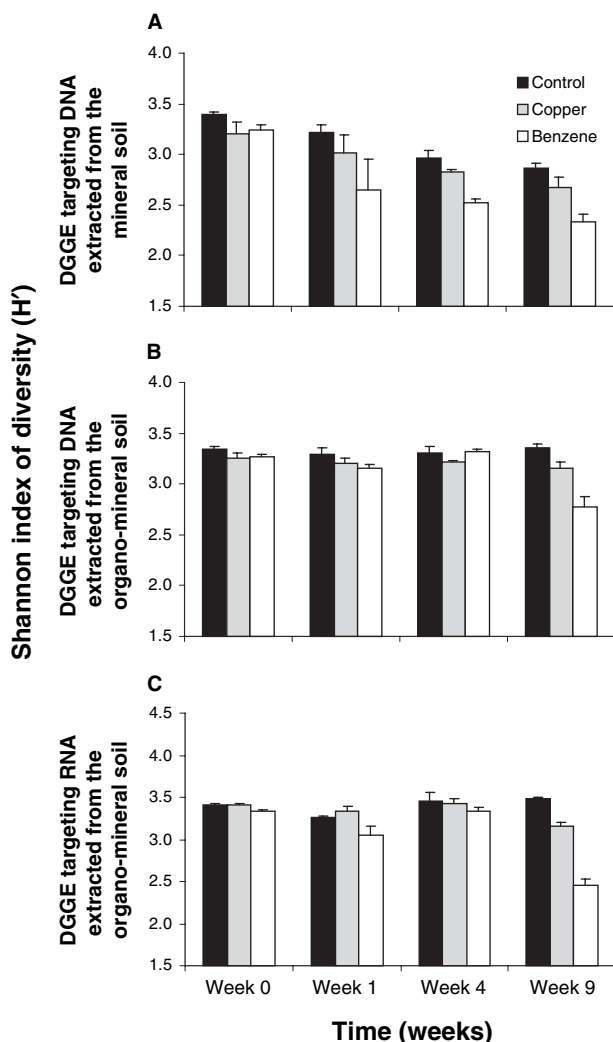 A
DGGE targeting DNA
extracted from the
mineral soil
4.0
3.5
3.0
2.5
2.0
1.5
Control
Copper
Benzene
Shannon index of diversity (H′)
B
DGGE targeting DNA
extracted from the
organo-mineral soil
4.0
3.5
3.0
2.5
2.0
1.5
C
DGGE targeting RNA
extracted from the
organo-mineral soil
4.5
3.5
3.0
2.5
2.0
1.5
Week 0
Week 1
Week 4
Week 9
Time (weeks)